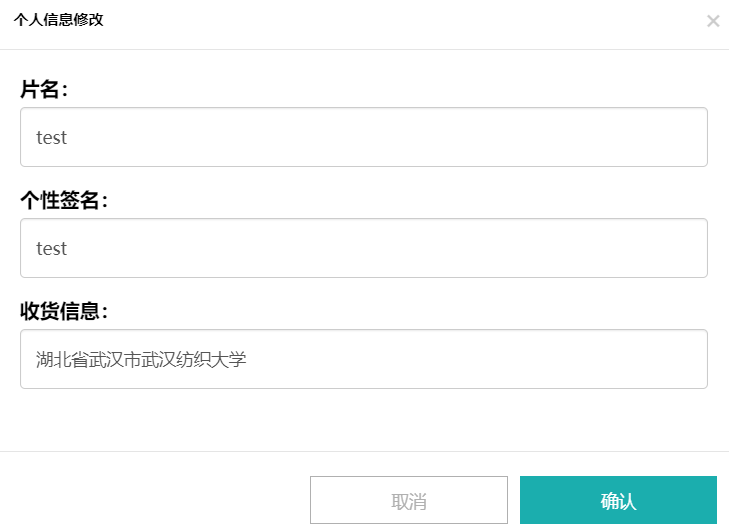 个人信息修改
×
片名：
test
个性签名：
test
收货信息：
湖北省武汉市武汉纺织大学
取消
确认